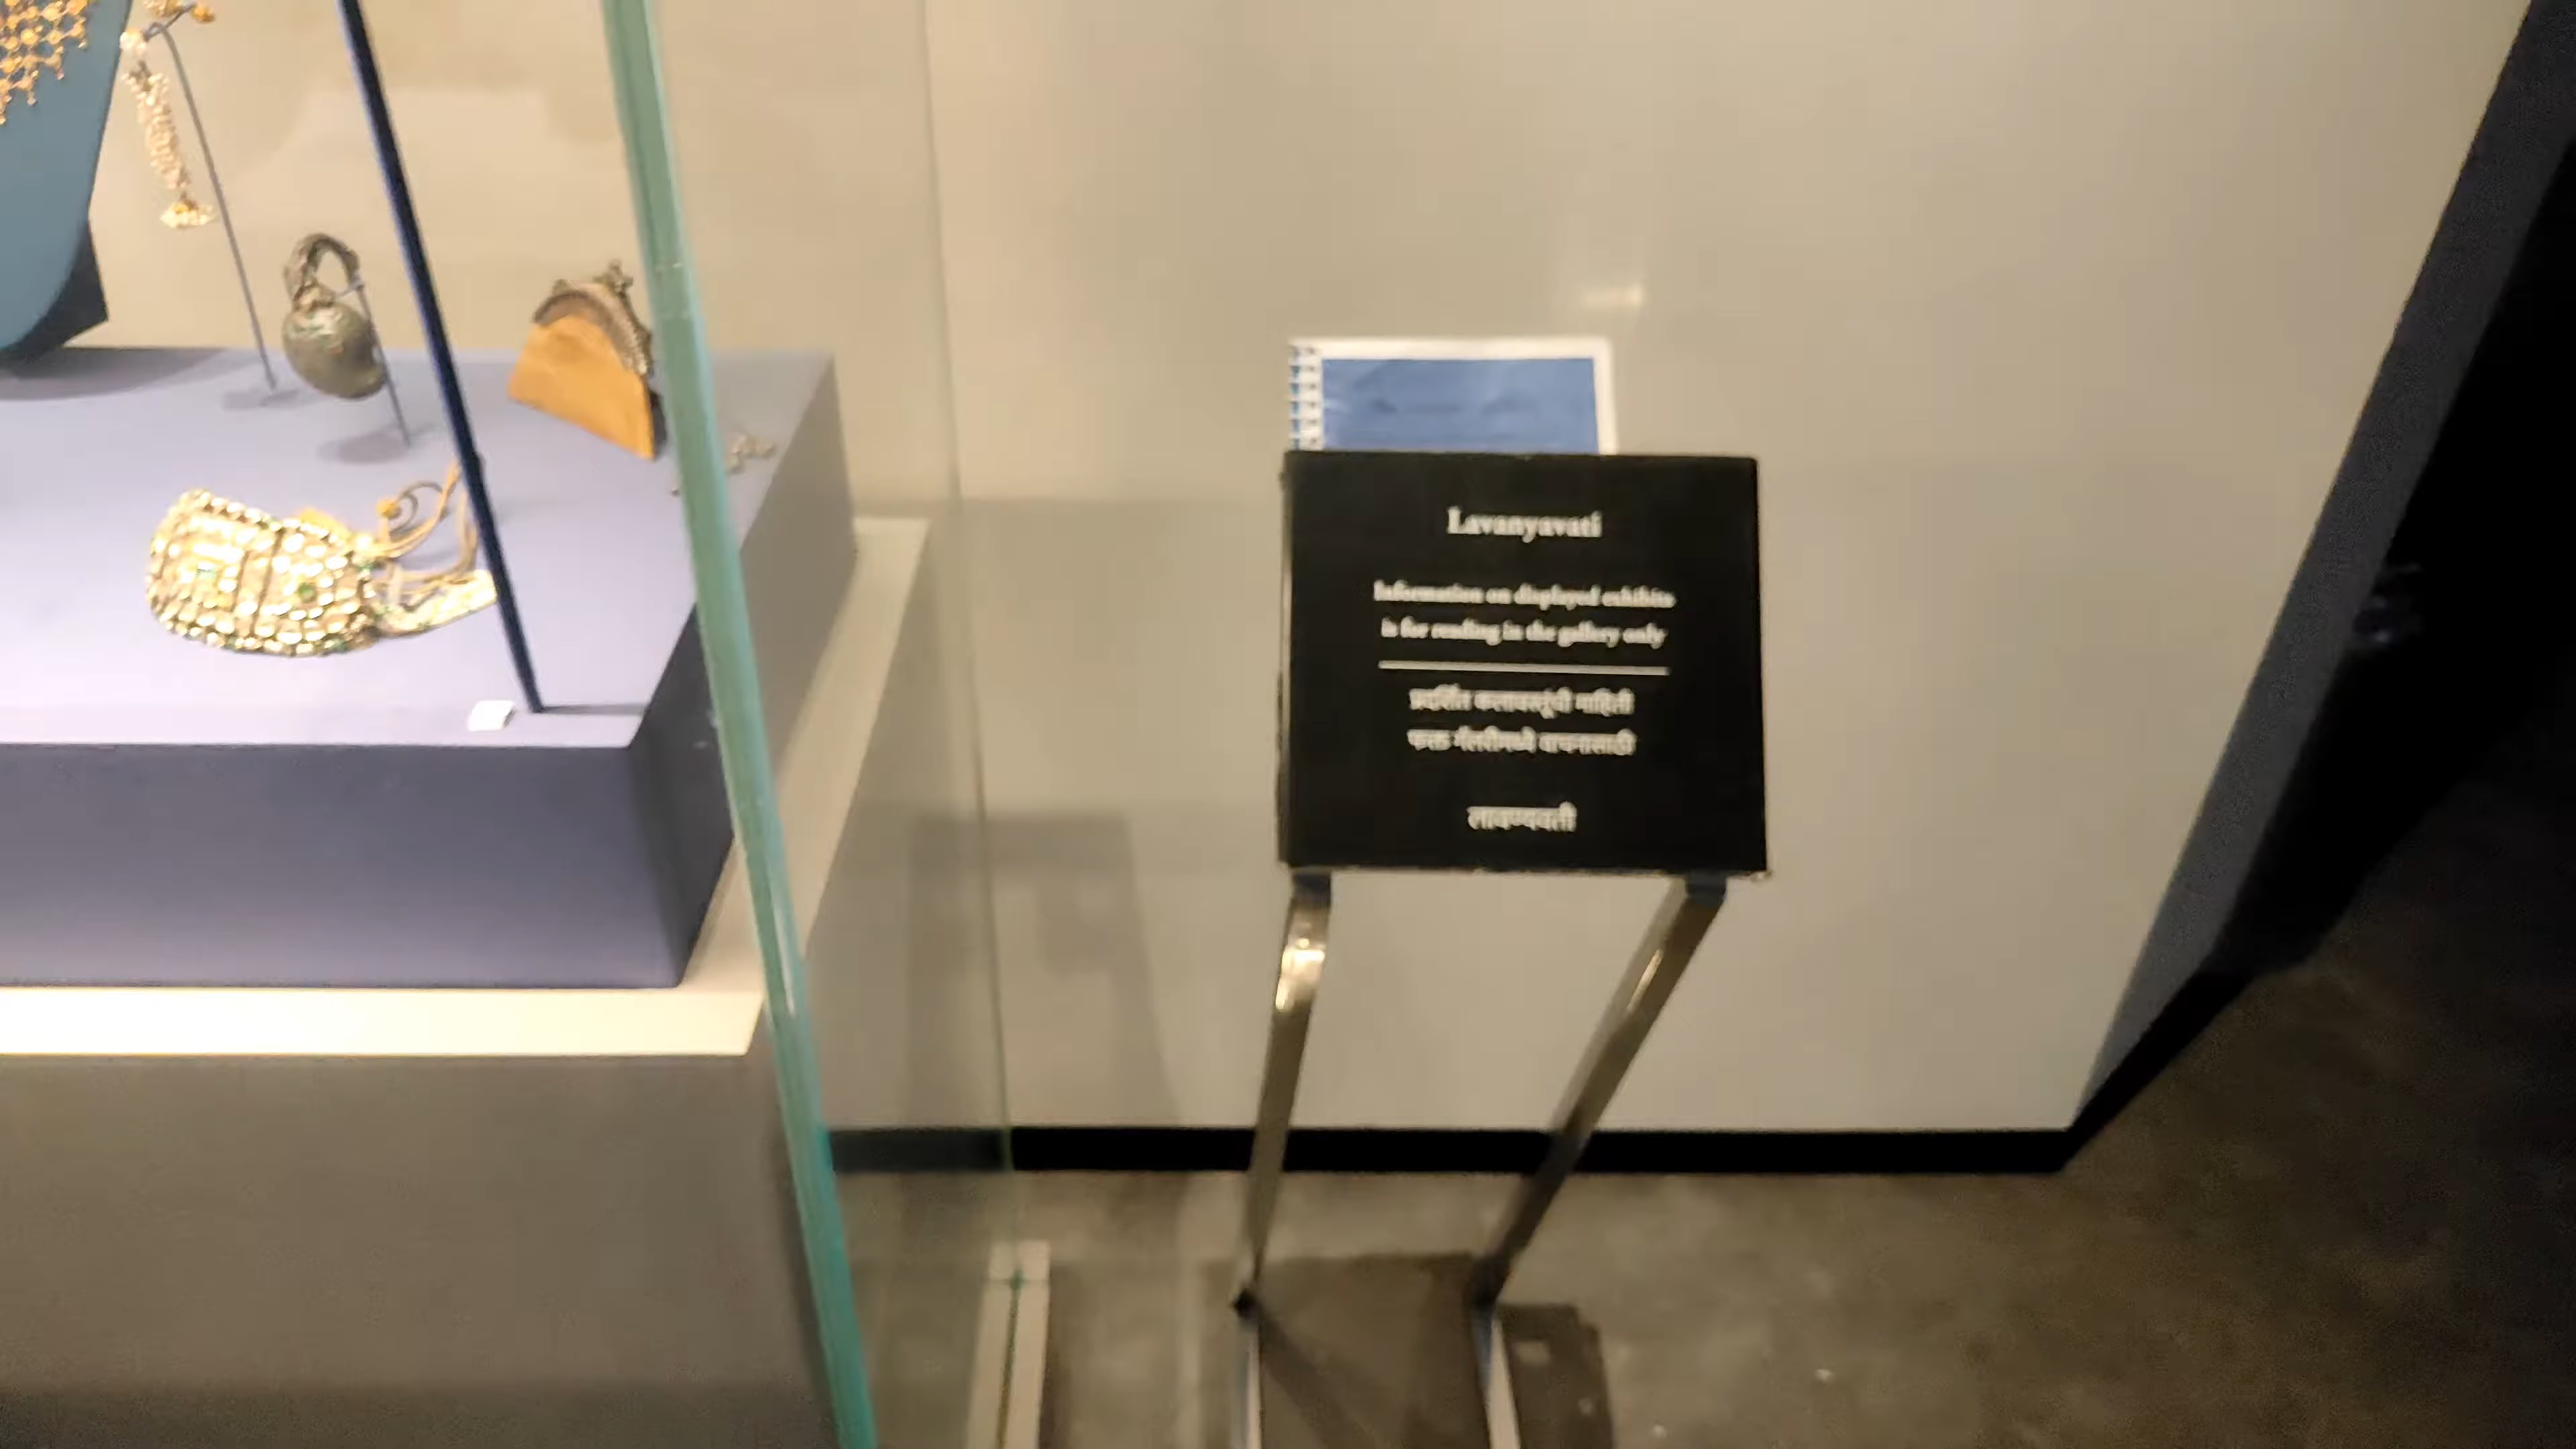 Lavanyavati
Information on displayed exhibits
is for reading in the gallery only
प्रदर्शित कलावस्तूंची माहिती
फक्त गॅलरीमध्ये वाचनासाठी
लावण्यवती